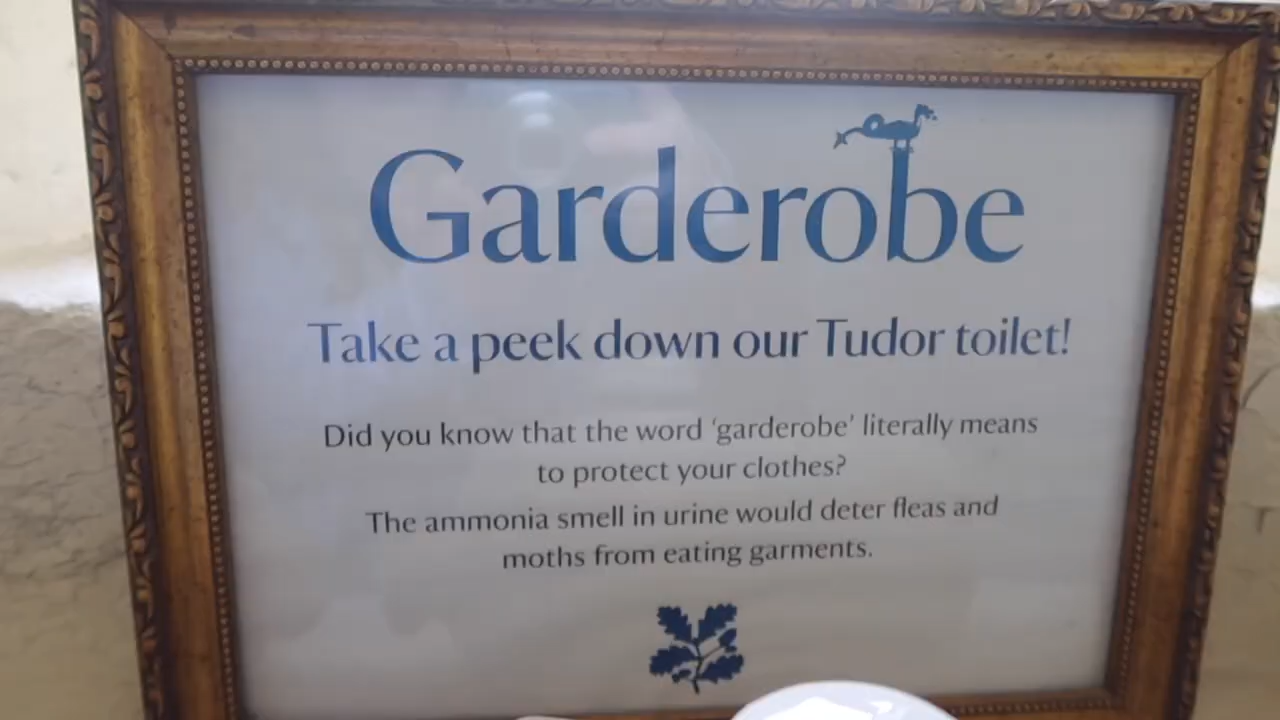 Garderobe
Take a peek down our Tudor toilet!
Did you know that the word ‘garderobe’ literally means
to protect your clothes?
The ammonia smell in urine would deter fleas and
moths from eating garments.